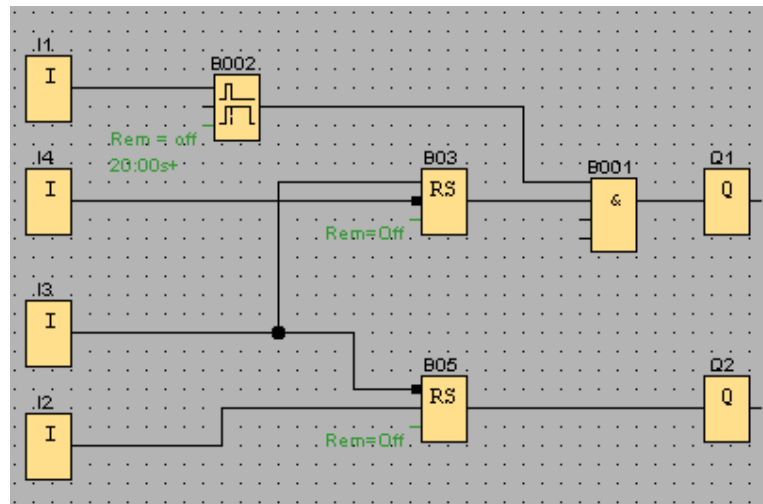 I1
I
B002
Rem = off
20:00s+
I4
I
B03
RS
Rem=Off
B001
&
Q1
Q
I3
I
B05
RS
Rem=Off
Q2
Q
I2
I